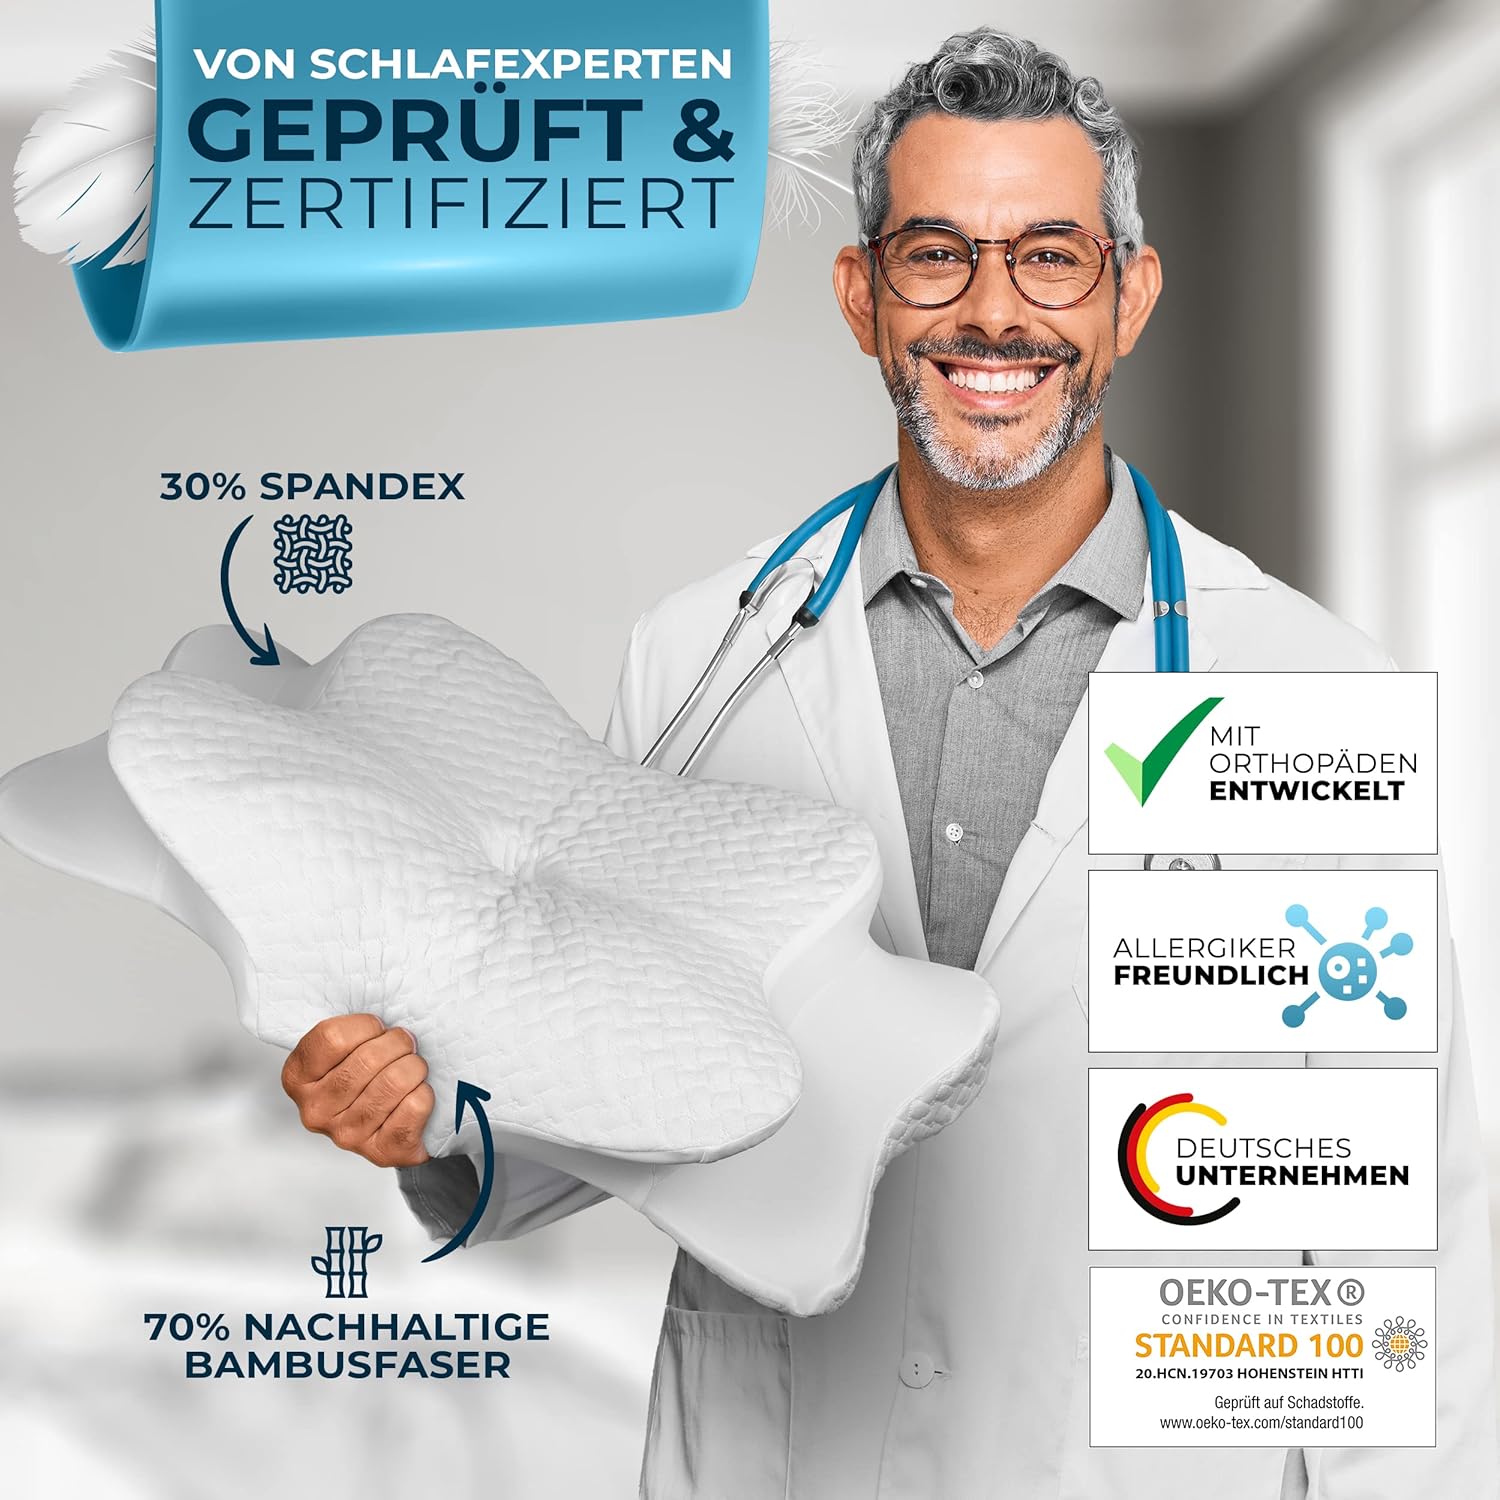 VON SCHLAFEXPERTEN
GEPRÜFT &
ZERTIFIZIERT
30% SPANDEX
70% NACHHALTIGE
BAMBUSFASER
MIT
ORTHOPÄDEN
ENTWICKELT
ALLERGIKER
FREUNDLICH
DEUTSCHES
UNTERNEHMEN
OEKO-TEX®
CONFIDENCE IN TEXTILES
STANDARD 100
20.HCN.19703 HOHENSTEIN HTTI
Geprüft auf Schadstoffe.
www.oeko-tex.com/standard100